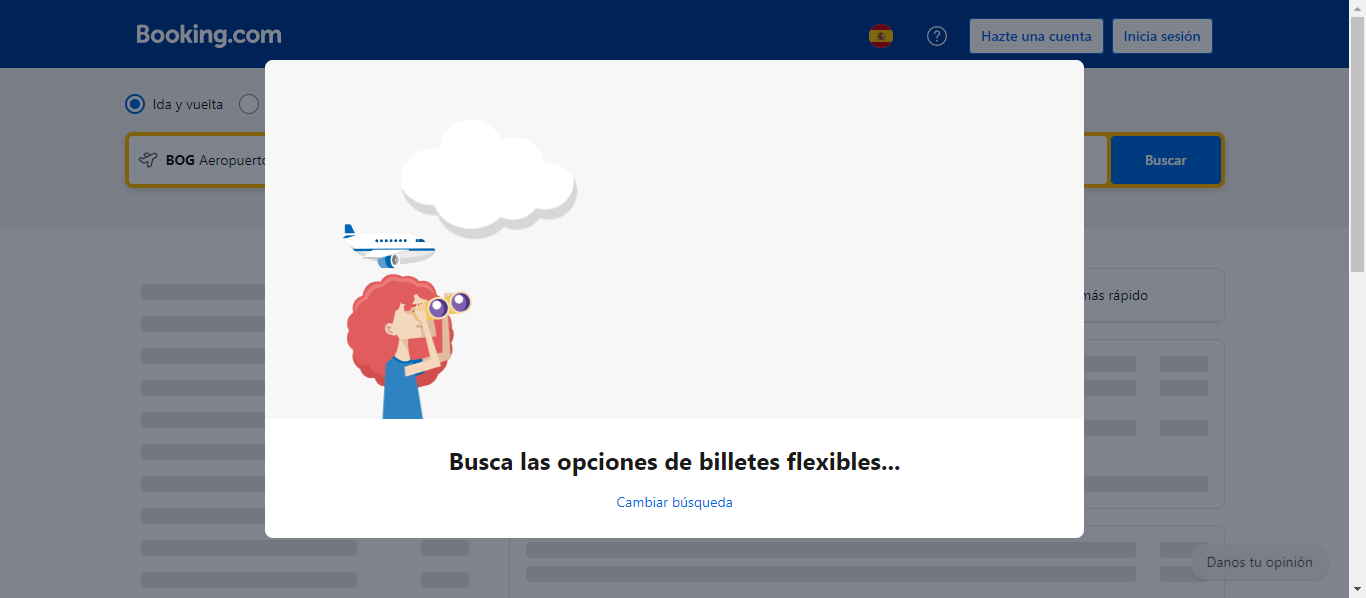 Booking.com
Hazte una cuenta
Inicia sesión
Ida y vuelta
BOG Aeropuerto
Buscar
más rápido
Busca las opciones de billetes flexibles...
Cambiar búsqueda
Danos tu opinión